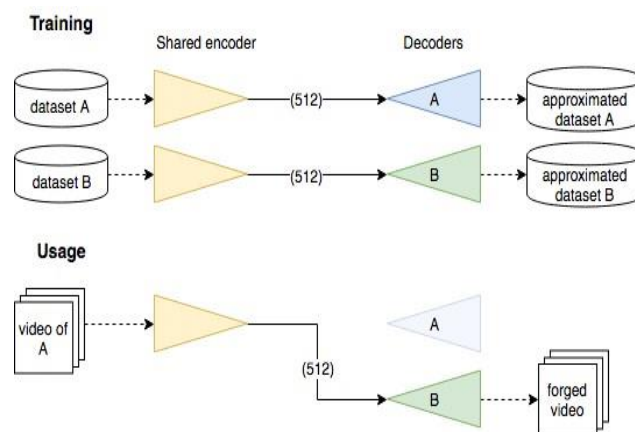 Training
Shared encoder
Decoders
dataset A
(512)
A
approximated
dataset A
dataset B
(512)
B
approximated
dataset B
Usage
video of
A
(512)
A
B
forged
video